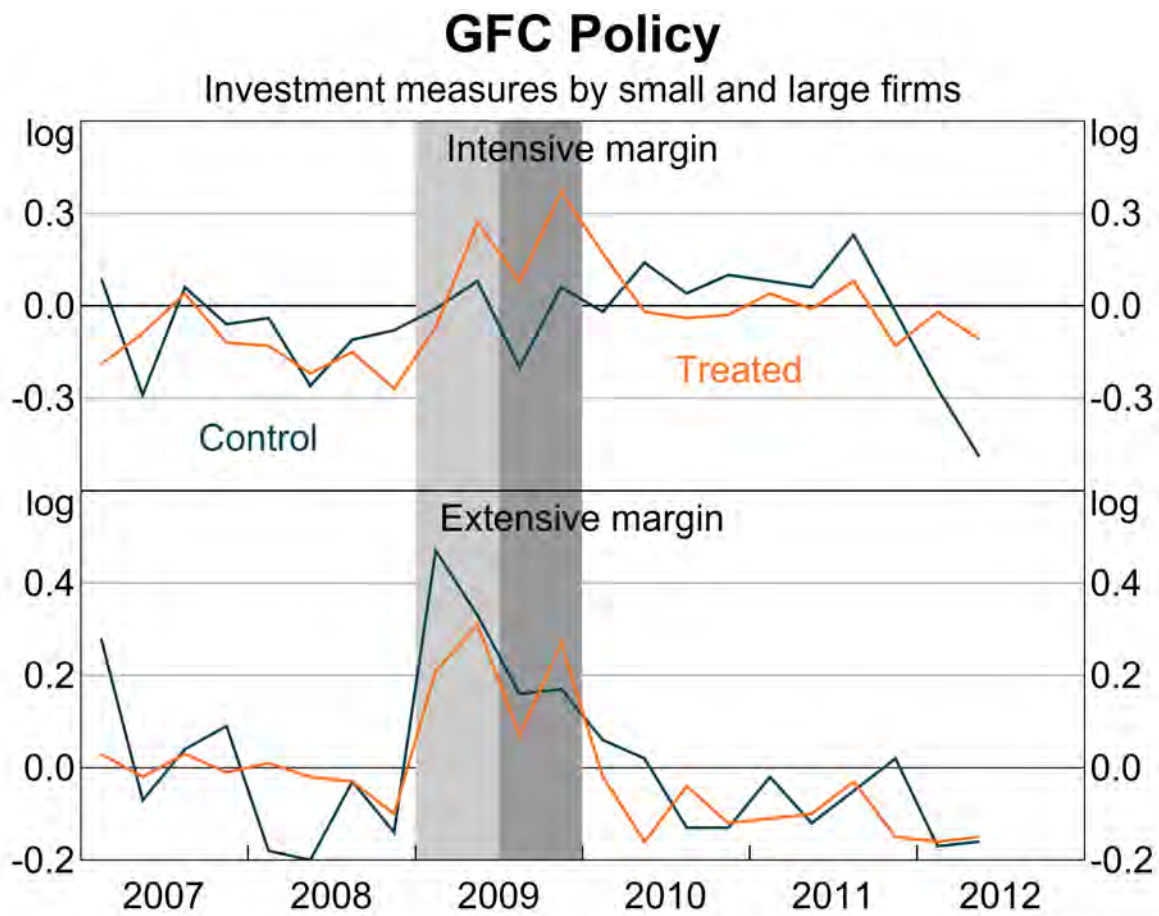 GFC Policy
Investment measures by small and large firms
log
log
Intensive margin
0.3
0.3
0.0
0.0
Treated
-0.3
-0.3
Control
log
log
Extensive margin
0.4
0.4
0.2
0.2
0.0
0.0
-0.2
-0.2
2007
2008
2009
2010
2011
2012